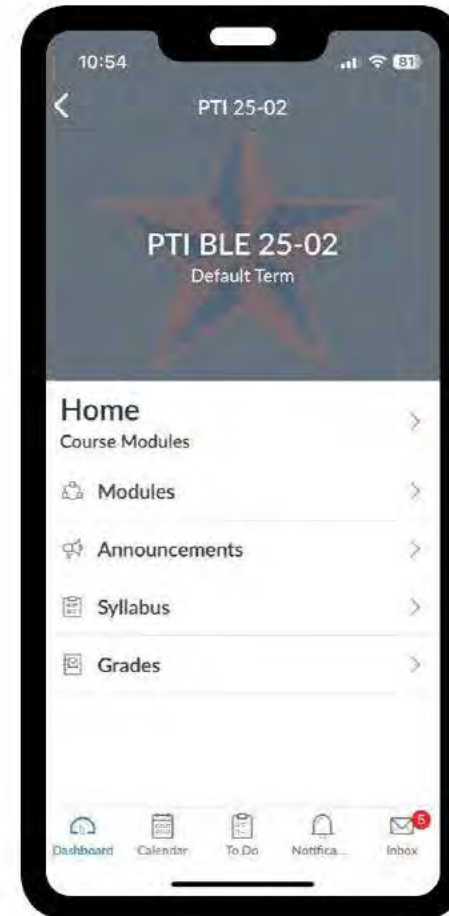 10:54
81
PTI 25-02
PTI BLE 25-02
Default Term
Home
Course Modules
Modules
Announcements
Syllabus
Grades
5
Dashboard Calendar To Do Notifica... Inbox